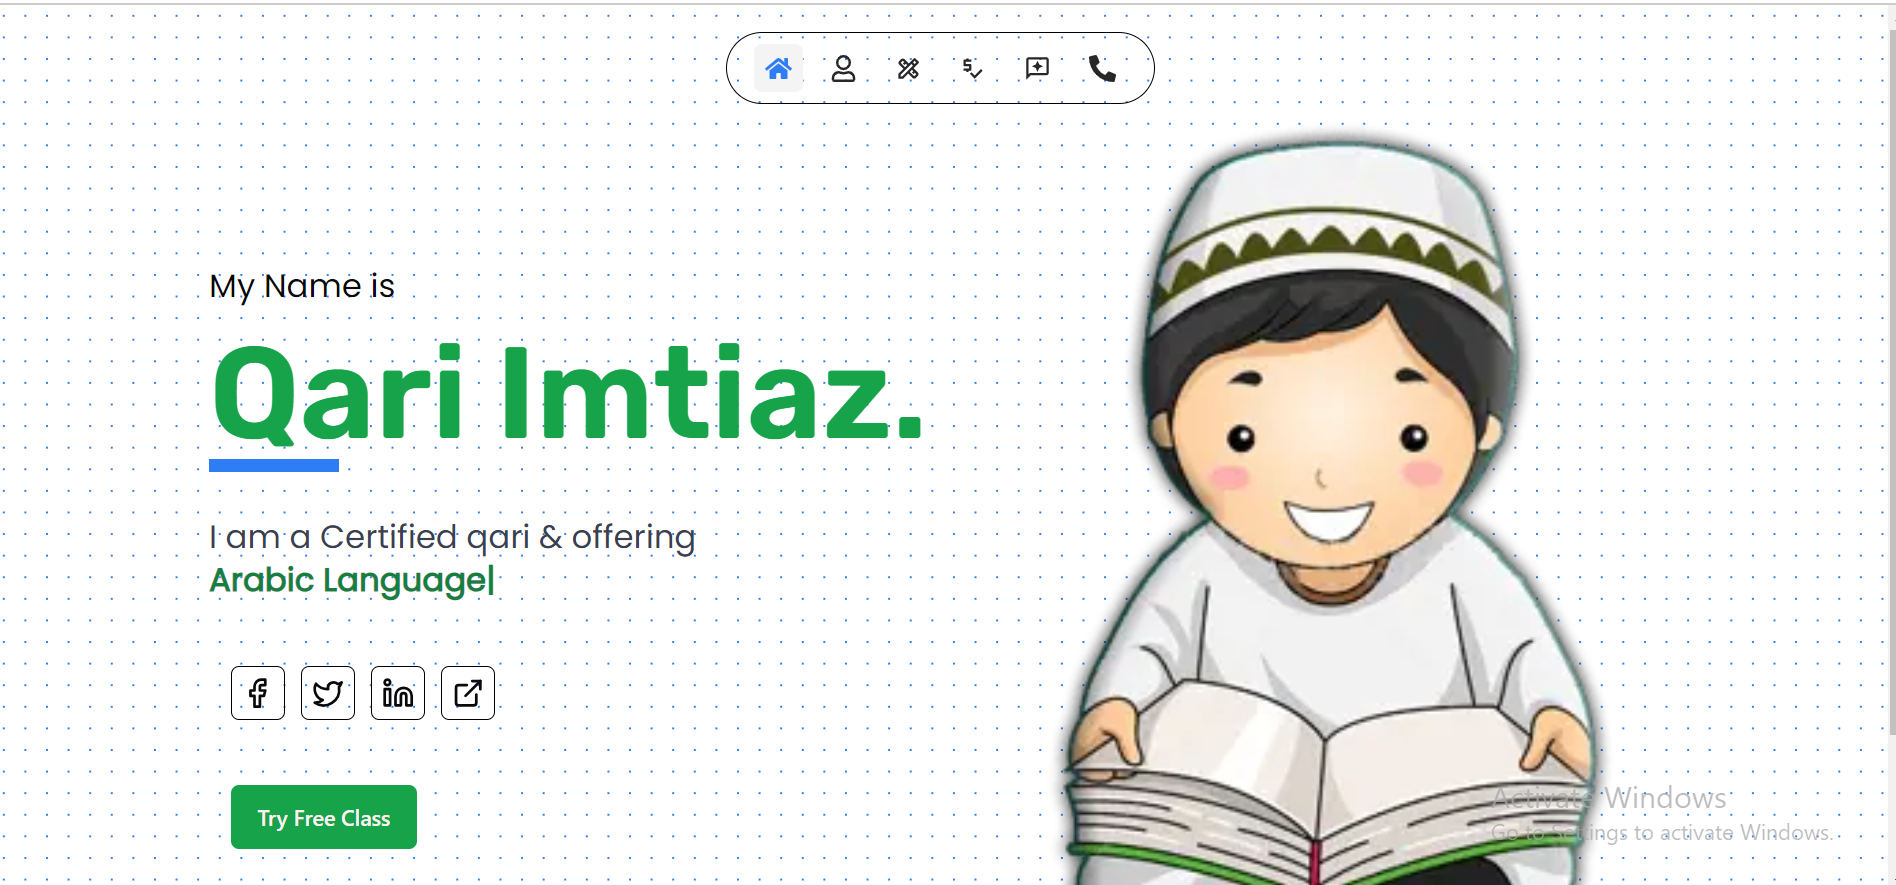 My Name is
Qari Imtiaz.
I am a Certified qari & offering
Arabic Language|
Try Free Class
Activate Windows
Go to Settings to activate Windows.